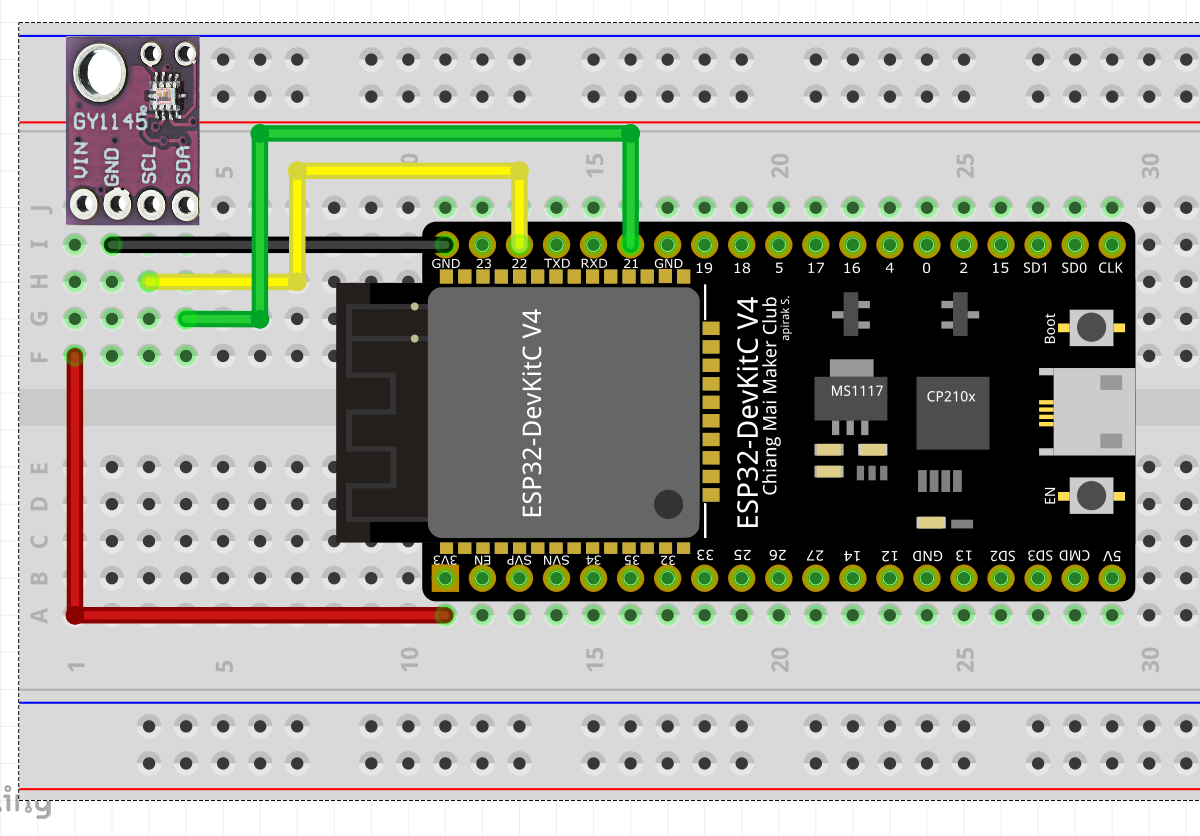 GY1145
VIN GND SCL SDA
5 10 15 20 25 30
J
I
H
G
F
E
D
C
B
A
GND 23 22 TXD RXD 21 GND 19 18 5 17 16 4 0 2 15 SD1 SD0 CLK
ESP32-DevKitC V4
ESP32-DevKitC V4
Chiang Mai Maker Club
apirak S.
MS1117
CP210x
Boot
EN
3V3 EN SVP SVN 34 35 32 33 25 26 27 14 12 GND 13 SD2 SD3 CMD 5V
1 5 10 15 20 25 30